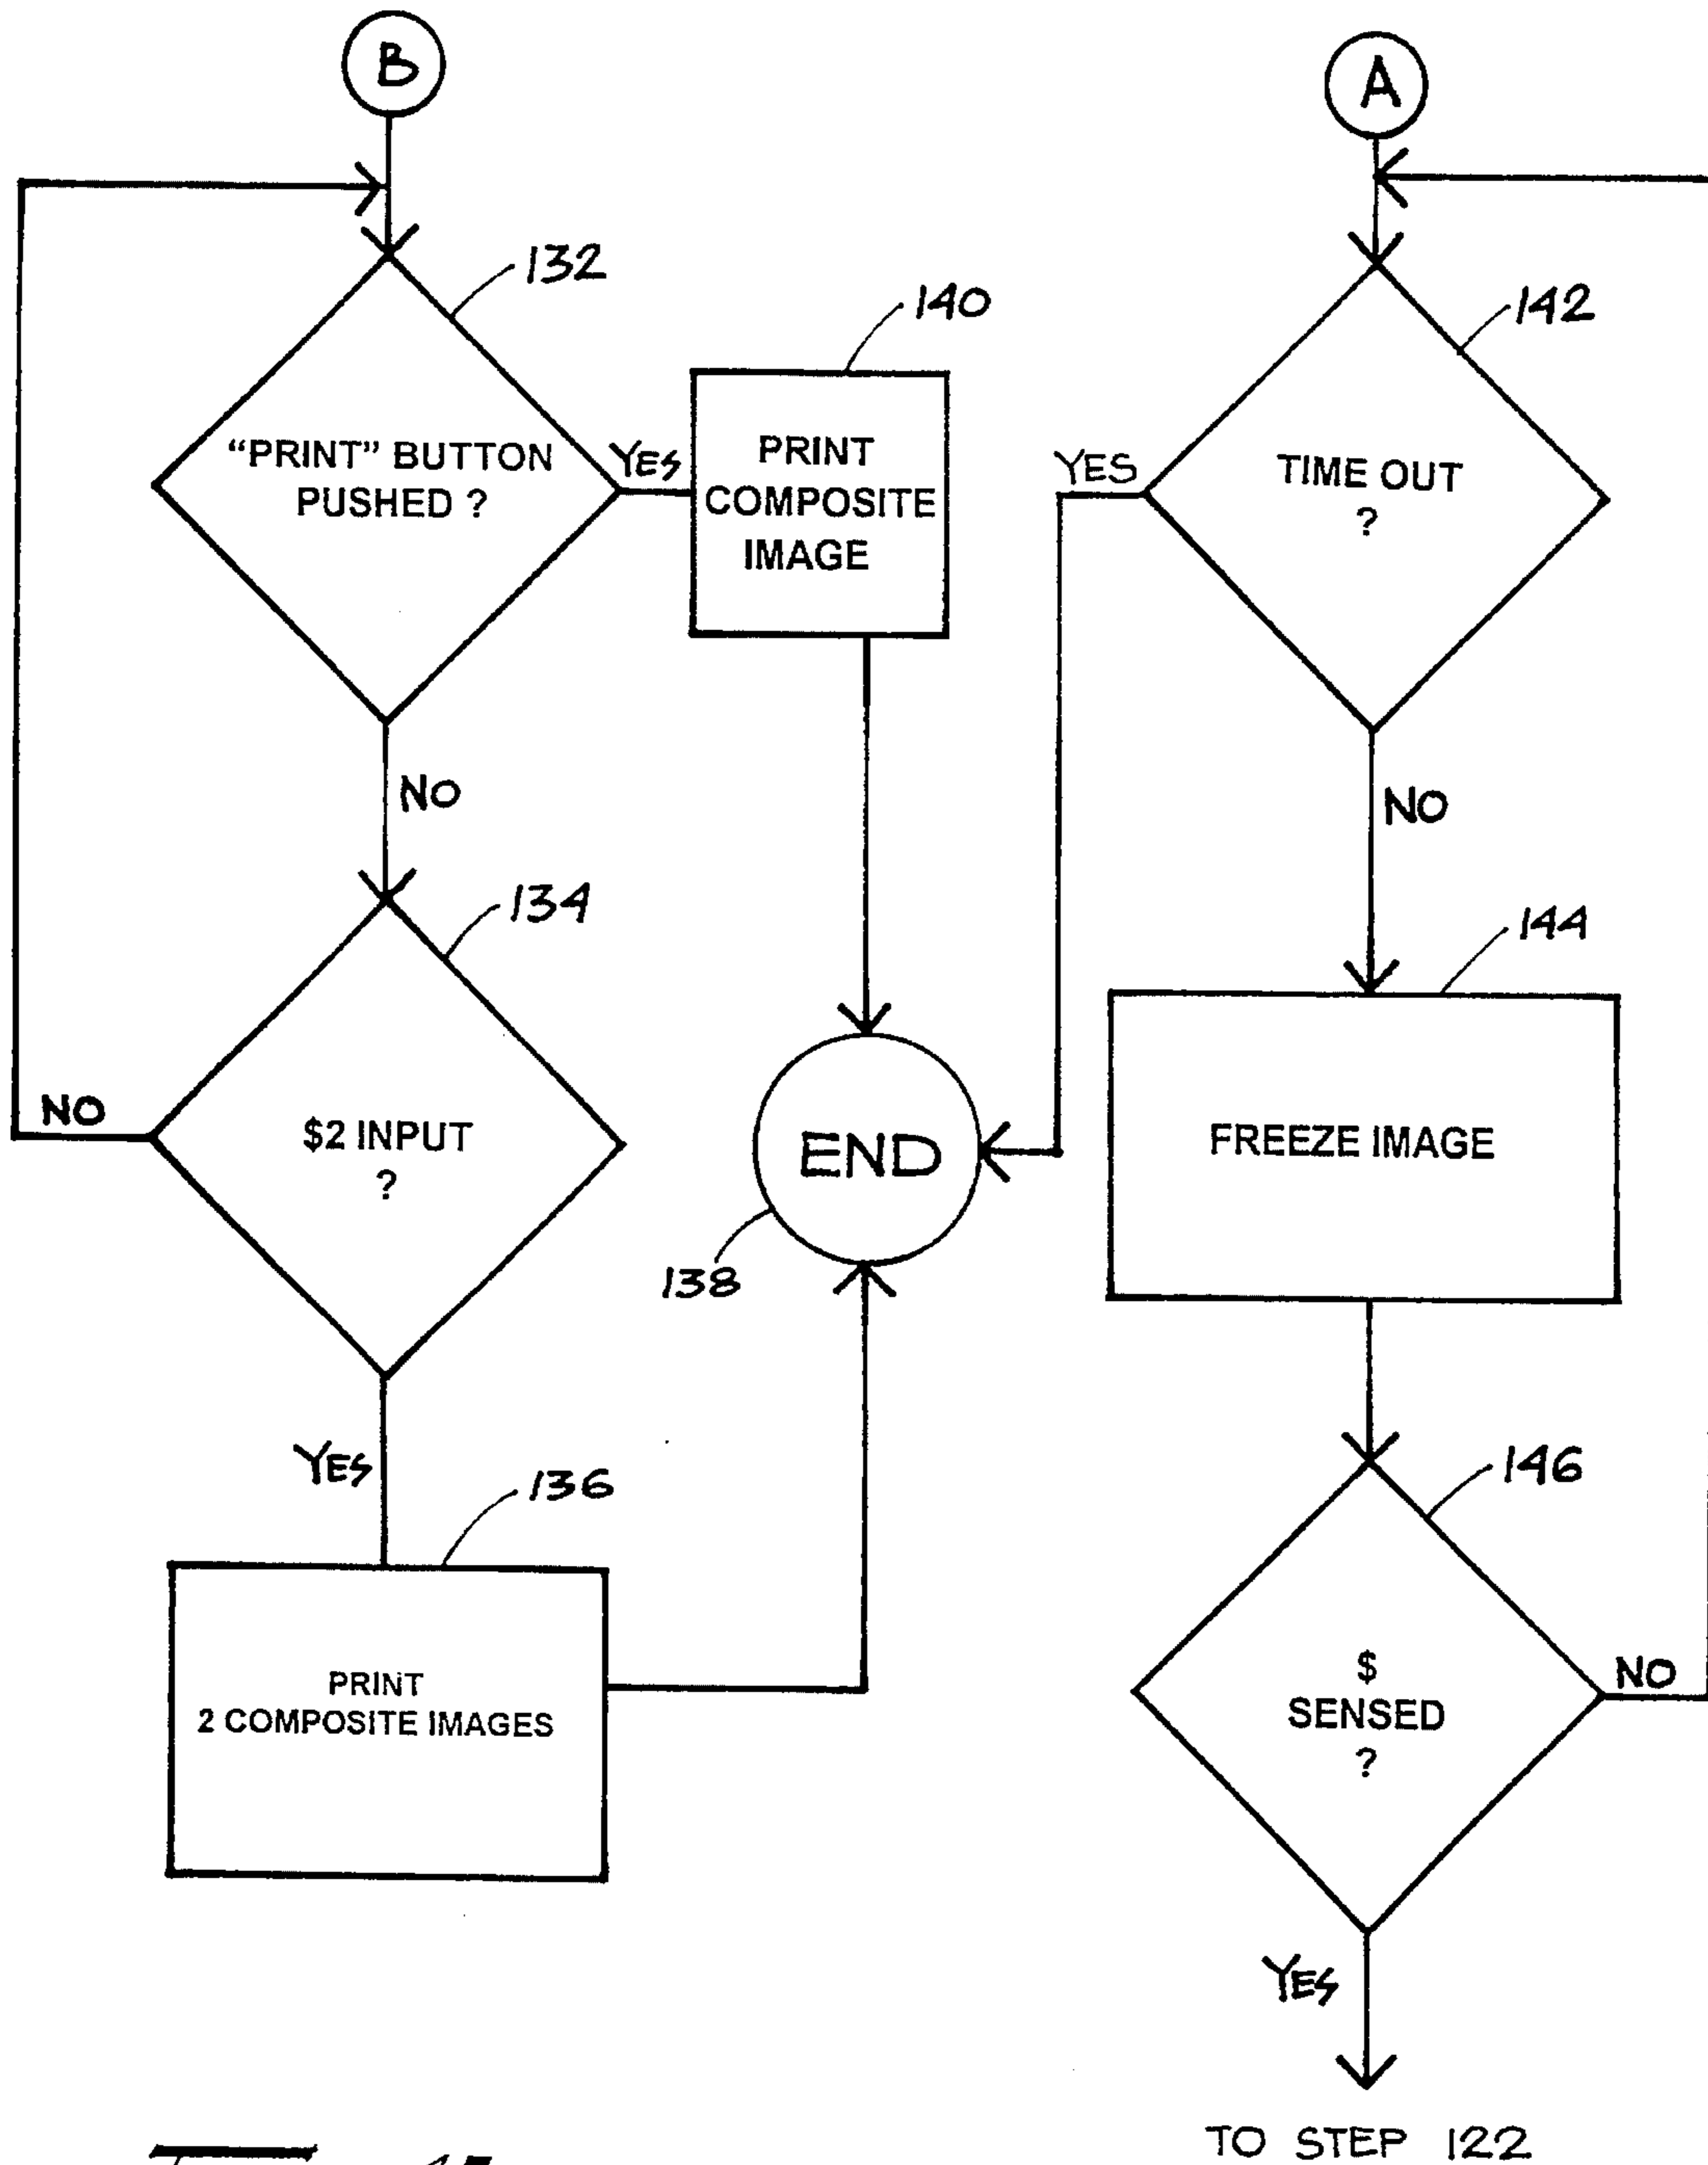 B
132
"PRINT" BUTTON
PUSHED ?
YES
140
PRINT
COMPOSITE
IMAGE
NO
134
$2 INPUT
?
NO
YES
136
PRINT
2 COMPOSITE IMAGES
END
138
A
142
TIME OUT
?
YES
NO
144
FREEZE IMAGE
146
$
SENSED
?
NO
YES
TO STEP 122